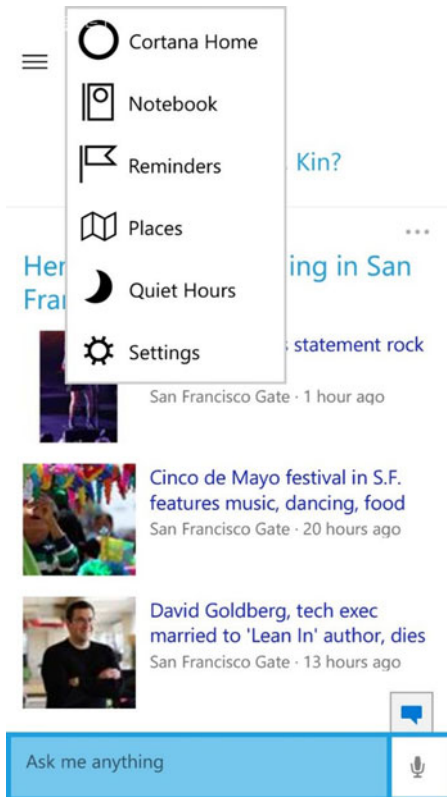 Cortana Home
Notebook
Reminders
Places
Quiet Hours
Settings
Kin?
Her
ing in San
Fra
statement rock
San Francisco Gate · 1 hour ago
Cinco de Mayo festival in S.F.
features music, dancing, food
San Francisco Gate · 20 hours ago
David Goldberg, tech exec
married to 'Lean In' author, dies
San Francisco Gate · 13 hours ago
Ask me anything